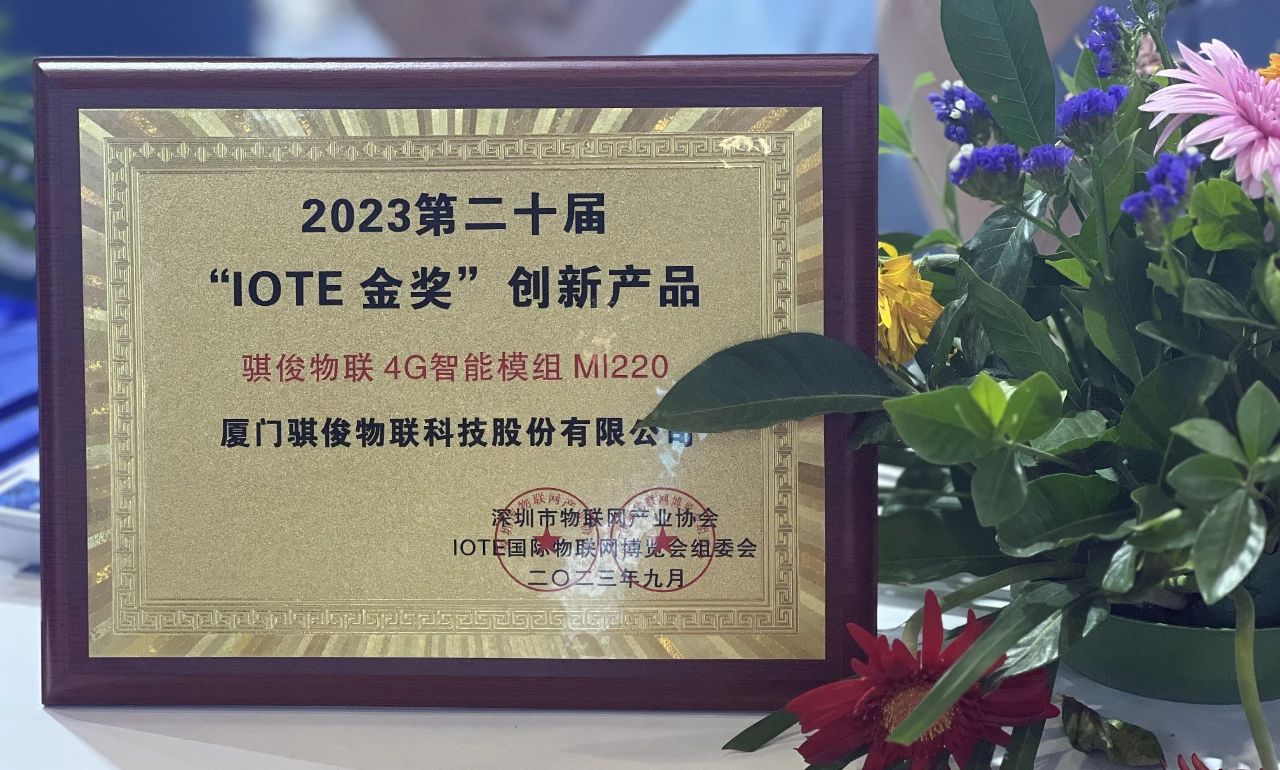 2023第二十届
“IOTE 金奖”创新产品
骐俊物联 4G智能模组 MI220
厦门骐俊物联科技股份有限公司
深圳市物联网产业协会
IOTE国际物联网博览会组委会
二〇二三年九月